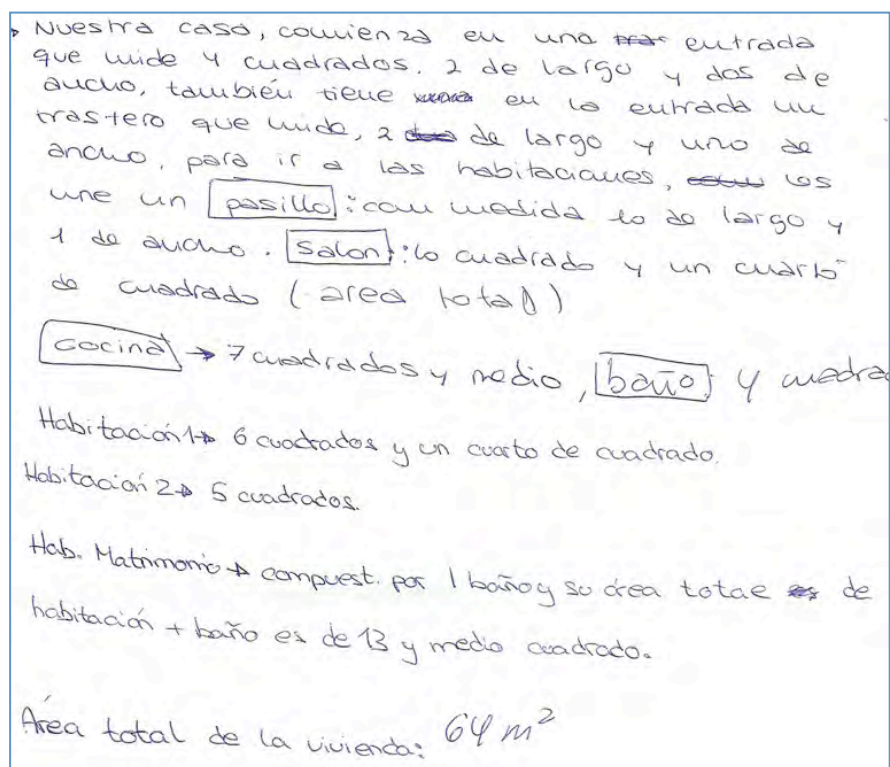 Nuestra casa, comienza en una entrada
que mide 4 cuadrados. 2 de largo y dos de
ancho, también tiene en la entrada un
trastero que mide, 2 de largo y uno de
ancho, para ir a las habitaciones, los
une un pasillo: con medida 10 de largo y
1 de ancho. Salon: 10 cuadrado y un cuarto
de cuadrado (area total)
cocina → 7 cuadrados y medio, baño: 4 cuadra
Habitación 1→ 6 cuadrados y un cuarto de cuadrado.
Habitación 2→ 5 cuadrados.
Hab. Matrimonio → compuest. por 1 baño y su área totae de
habitación + baño es de 13 y medio cuadrado.
Área total de la vivienda: 64 m²